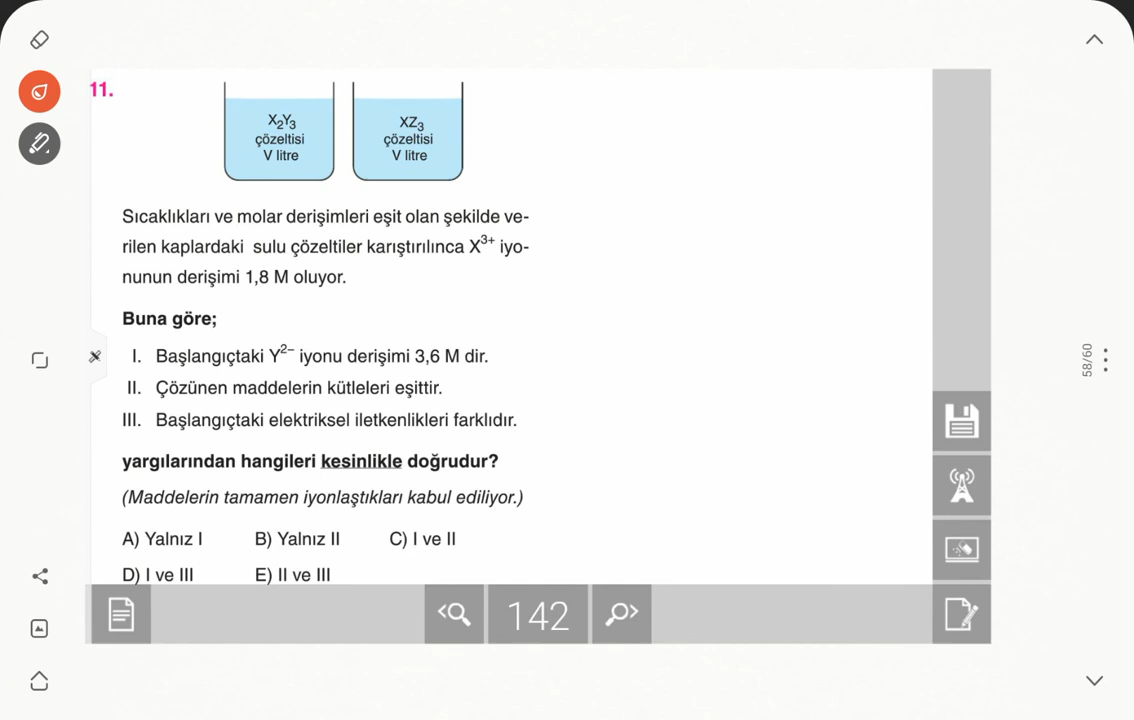 11.
X₂Y₃
çözeltisi
V litre
XZ₃
çözeltisi
V litre
Sıcaklıkları ve molar derişimleri eşit olan şekilde ve-
rilen kaplardaki sulu çözeltiler karıştırılınca X³⁺ iyo-
nunun derişimi 1,8 M oluyor.
Buna göre;
I. Başlangıçtaki Y²⁻ iyonu derişimi 3,6 M dir.
II. Çözünen maddelerin kütleleri eşittir.
III. Başlangıçtaki elektriksel iletkenlikleri farklıdır.
yargılarından hangileri kesinlikle doğrudur?
(Maddelerin tamamen iyonlaştıkları kabul ediliyor.)
A) Yalnız I B) Yalnız II C) I ve II
D) I ve III E) II ve III
142
58/60